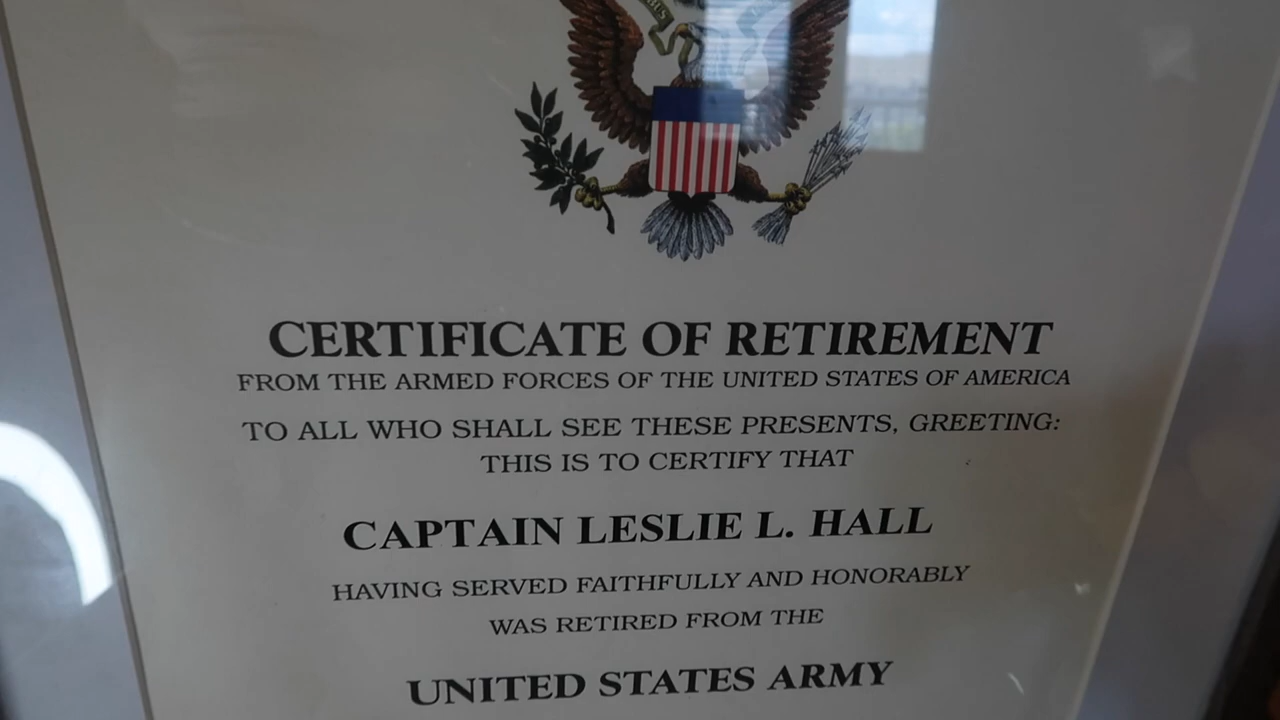 CERTIFICATE OF RETIREMENT
FROM THE ARMED FORCES OF THE UNITED STATES OF AMERICA
TO ALL WHO SHALL SEE THESE PRESENTS, GREETING:
THIS IS TO CERTIFY THAT
CAPTAIN LESLIE L. HALL
HAVING SERVED FAITHFULLY AND HONORABLY
WAS RETIRED FROM THE
UNITED STATES ARMY